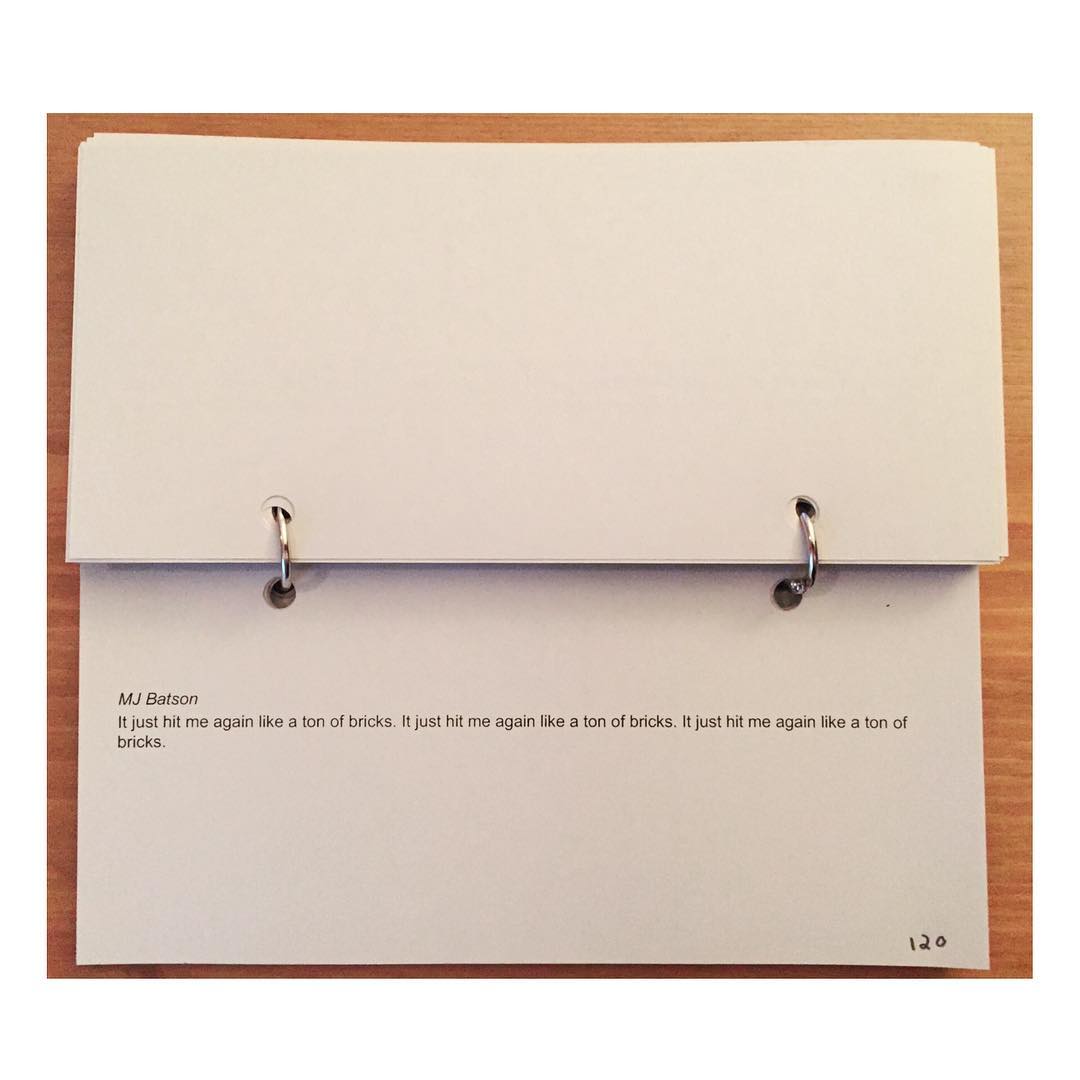 MJ Batson
It just hit me again like a ton of bricks. It just hit me again like a ton of bricks. It just hit me again like a ton of
bricks.
120